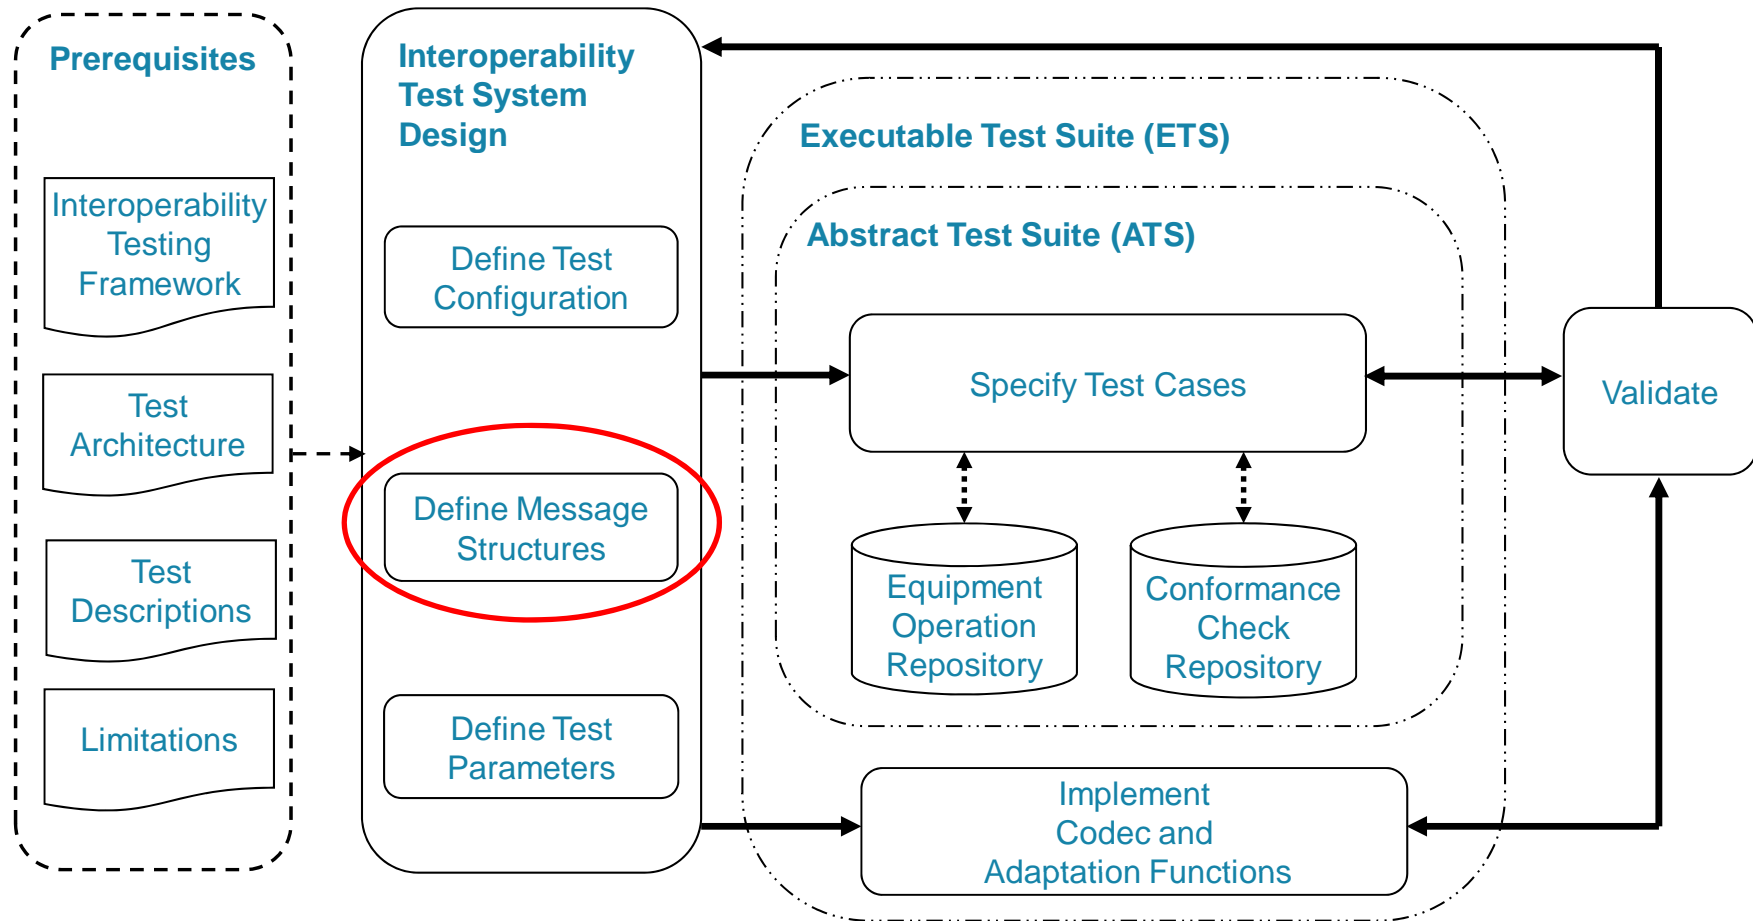 Prerequisites
Interoperability
Testing
Framework
Test
Architecture
Test
Descriptions
Limitations
Interoperability
Test System
Design
Define Test
Configuration
Define Message
Structures
Define Test
Parameters
Executable Test Suite (ETS)
Abstract Test Suite (ATS)
Specify Test Cases
Equipment
Operation
Repository
Conformance
Check
Repository
Implement
Codec and
Adaptation Functions
Validate